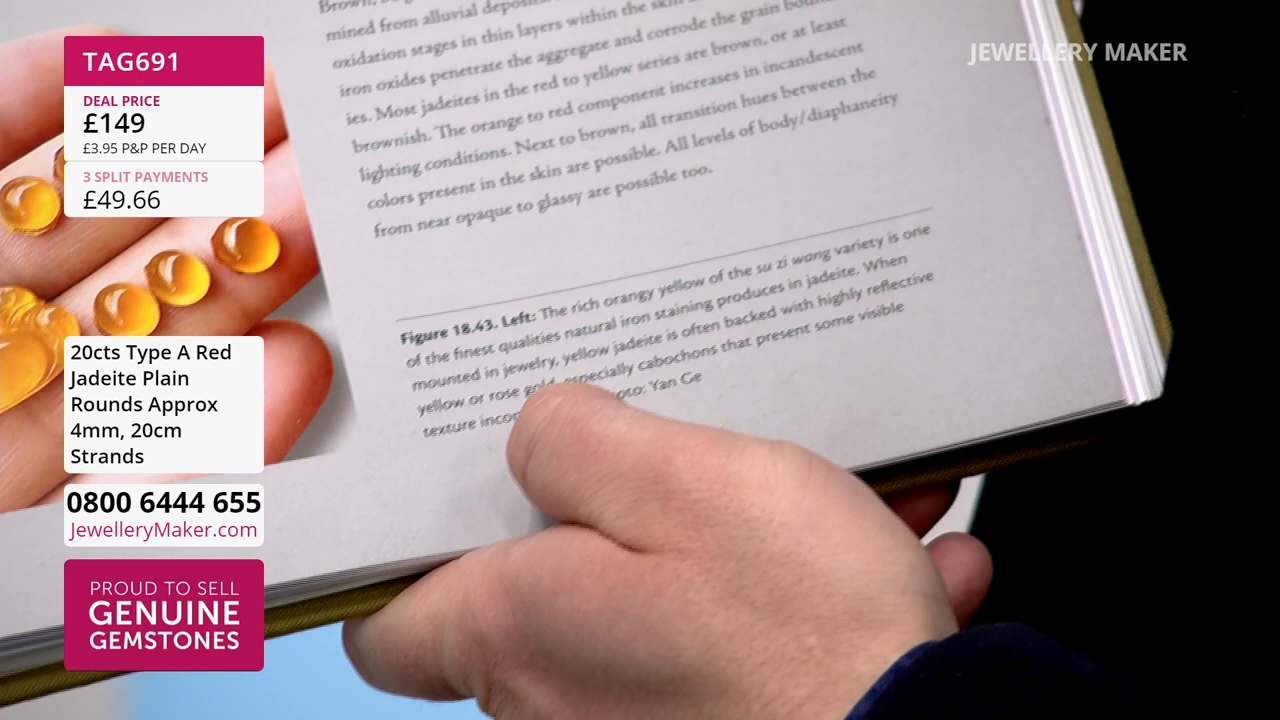 TAG691
DEAL PRICE
£149
£3.95 P&P PER DAY
3 SPLIT PAYMENTS
£49.66
20cts Type A Red
Jadeite Plain
Rounds Approx
4mm, 20cm
Strands
0800 6444 655
JewelleryMaker.com
PROUD TO SELL
GENUINE
GEMSTONES
JEWELLERY MAKER
mined from alluvial
oxidation stages in thin layers within the skin
iron oxides penetrate the aggregate and corrode the grain
ies. Most jadeites in the red to yellow series are brown, or at least
brownish. The orange to red component increases in incandescent
lighting conditions. Next to brown, all transition hues between the
colors present in the skin are possible. All levels of body/diaphaneity
from near opaque to glassy are possible too.
Figure 18.43. Left: The rich orangy yellow of the su zi wang variety is one
of the finest qualities natural iron staining produces in jadeite. When
mounted in jewelry, yellow jadeite is often backed with highly reflective
yellow or rose gold, especially cabochons that present some visible
texture Yan Ge